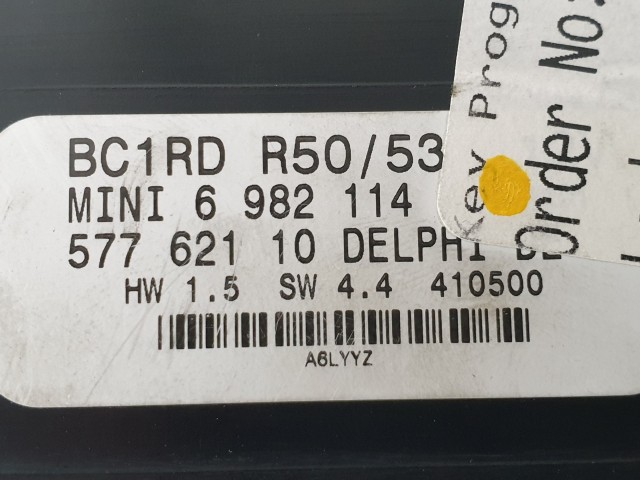 BC1RD R50/53
MINI 6 982 114
577 621 10 DELPHI
HW 1.5 SW 4.4 410500
A6LYYZ
Key Prog
Order No: